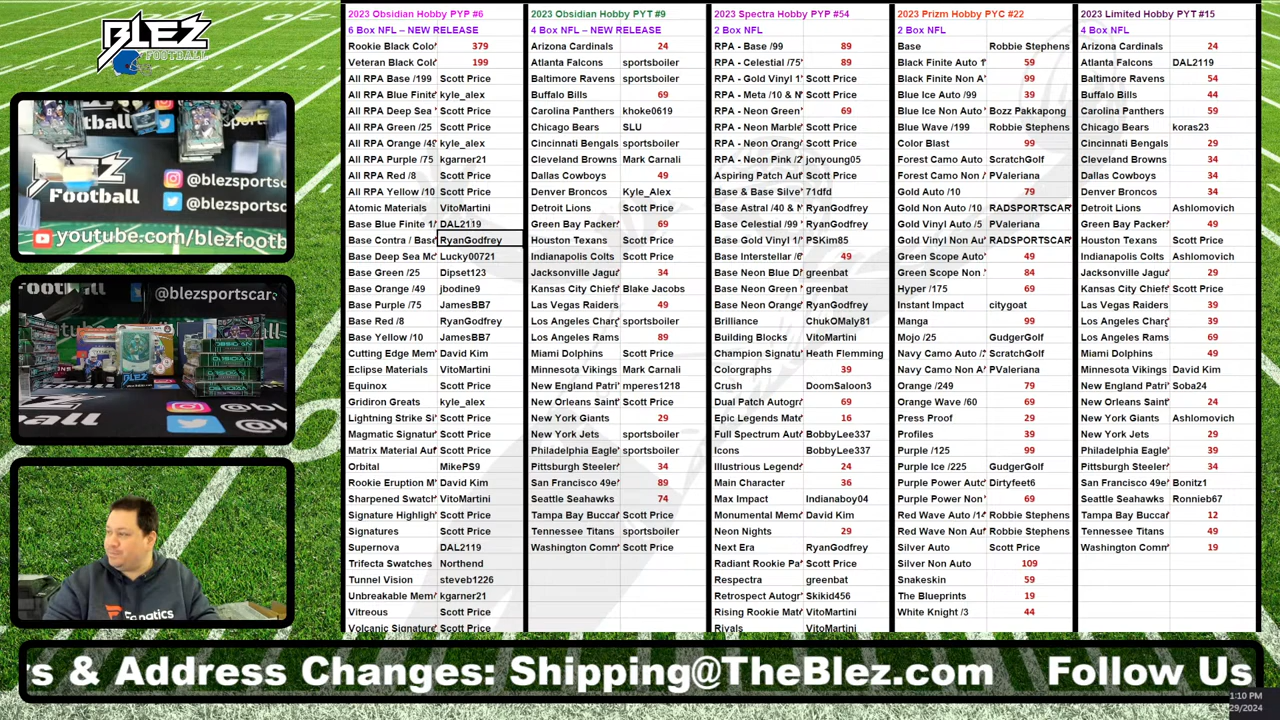 BLEZ
FOOTBALL
Football
@blezsportsc
BLEZ
Football
@blezsports
youtube.com/blezfootb
@blezsportscar
BLEZ
Fanatics
2023 Obsidian Hobby PYP #6
6 Box NFL – NEW RELEASE
Rookie Black Colo 379
Veteran Black Col 199
All RPA Base /199 Scott Price
All RPA Blue Finite kyle_alex
All RPA Deep Sea Scott Price
All RPA Green /25 Scott Price
All RPA Orange /49 kyle_alex
All RPA Purple /75 kgarner21
All RPA Red /8 Scott Price
All RPA Yellow /10 Scott Price
Atomic Materials VitoMartini
Base Blue Finite 1/ DAL2119
Base Contra / Base RyanGodfrey
Base Deep Sea Mo Lucky00721
Base Green /25 Dipset123
Base Orange /49 jbodine9
Base Purple /75 JamesBB7
Base Red /8 RyanGodfrey
Base Yellow /10 JamesBB7
Cutting Edge Mem David Kim
Eclipse Materials VitoMartini
Equinox Scott Price
Gridiron Greats kyle_alex
Lightning Strike Si Scott Price
Magmatic Signatur Scott Price
Matrix Material Aut Scott Price
Orbital MikePS9
Rookie Eruption M David Kim
Sharpened Swatch VitoMartini
Signature Highligh Scott Price
Signatures Scott Price
Supernova DAL2119
Trifecta Swatches Northend
Tunnel Vision steveb1226
Unbreakable Mem kgarner21
Vitreous Scott Price
Volcanic Signature Scott Price
2023 Obsidian Hobby PYT #9
4 Box NFL – NEW RELEASE
Arizona Cardinals 24
Atlanta Falcons sportsboiler
Baltimore Ravens sportsboiler
Buffalo Bills 69
Carolina Panthers khoke0619
Chicago Bears SLU
Cincinnati Bengals sportsboiler
Cleveland Browns Mark Carnali
Dallas Cowboys 49
Denver Broncos Kyle_Alex
Detroit Lions Scott Price
Green Bay Packer 69
Houston Texans Scott Price
Indianapolis Colts Scott Price
Jacksonville Jagua 34
Kansas City Chiefs Blake Jacobs
Las Vegas Raiders 49
Los Angeles Charg sportsboiler
Los Angeles Rams 89
Miami Dolphins Scott Price
Minnesota Vikings Mark Carnali
New England Patri mperes1218
New Orleans Saint Scott Price
New York Giants 29
New York Jets sportsboiler
Philadelphia Eagle sportsboiler
Pittsburgh Steeler 34
San Francisco 49e 89
Seattle Seahawks 74
Tampa Bay Buccar Scott Price
Tennessee Titans sportsboiler
Washington Comm Scott Price
2023 Spectra Hobby PYP #54
2 Box NFL
RPA - Base /99 89
RPA - Celestial /75 89
RPA - Gold Vinyl 1 Scott Price
RPA - Meta /10 & N Scott Price
RPA - Neon Green 69
RPA - Neon Marble Scott Price
RPA - Neon Orang Scott Price
RPA - Neon Pink /2 jonyoung05
Aspiring Patch Aut Scott Price
Base & Base Silve 71dfd
Base Astral /40 & N RyanGodfrey
Base Celestial /99 RyanGodfrey
Base Gold Vinyl 1/ PSKim85
Base Interstellar /6 49
Base Neon Blue D greenbat
Base Neon Green greenbat
Base Neon Orange RyanGodfrey
Brilliance ChukOMaly81
Building Blocks VitoMartini
Champion Signatu Heath Flemming
Colorgraphs 39
Crush DoomSaloon3
Dual Patch Autogr 69
Epic Legends Mate 16
Full Spectrum Aut BobbyLee337
Icons BobbyLee337
Illustrious Legend 24
Main Character 36
Max Impact Indianaboy04
Monumental Mem David Kim
Neon Nights 29
Next Era RyanGodfrey
Radiant Rookie Pa Scott Price
Respectra greenbat
Retrospect Autogr Skikid456
Rising Rookie Mat VitoMartini
Rivals VitoMartini
2023 Prizm Hobby PYC #22
2 Box NFL
Base Robbie Stephens
Black Finite Auto 1 59
Black Finite Non A 99
Blue Ice Auto /99 39
Blue Ice Non Auto Bozz Pakkapong
Blue Wave /199 Robbie Stephens
Color Blast 99
Forest Camo Auto ScratchGolf
Forest Camo Non PValeriana
Gold Auto /10 79
Gold Non Auto /10 RADSPORTSCAR
Gold Vinyl Auto /5 PValeriana
Gold Vinyl Non Au RADSPORTSCAR
Green Scope Auto 49
Green Scope Non 84
Hyper /175 69
Instant Impact citygoat
Manga 99
Mojo /25 GudgerGolf
Navy Camo Auto /2 ScratchGolf
Navy Camo Non A PValeriana
Orange /249 79
Orange Wave /60 69
Press Proof 29
Profiles 39
Purple /125 99
Purple Ice /225 GudgerGolf
Purple Power Auto Dirtyfeet6
Purple Power Non 69
Red Wave Auto /14 Robbie Stephens
Red Wave Non Aut Robbie Stephens
Silver Auto Scott Price
Silver Non Auto 109
Snakeskin 59
The Blueprints 19
White Knight /3 44
2023 Limited Hobby PYT #15
4 Box NFL
Arizona Cardinals 24
Atlanta Falcons DAL2119
Baltimore Ravens 54
Buffalo Bills 44
Carolina Panthers 59
Chicago Bears koras23
Cincinnati Bengals 29
Cleveland Browns 34
Dallas Cowboys 34
Denver Broncos 34
Detroit Lions Ashlomovich
Green Bay Packer 49
Houston Texans Scott Price
Indianapolis Colts Ashlomovich
Jacksonville Jagua 29
Kansas City Chiefs Scott Price
Las Vegas Raiders 39
Los Angeles Charg 39
Los Angeles Rams 69
Miami Dolphins 49
Minnesota Vikings David Kim
New England Patri Soba24
New Orleans Saint 24
New York Giants Ashlomovich
New York Jets 29
Philadelphia Eagle 39
Pittsburgh Steeler 34
San Francisco 49e Bonitz1
Seattle Seahawks Ronnieb67
Tampa Bay Buccar 12
Tennessee Titans 49
Washington Comm 19
rs & Address Changes: Shipping@TheBlez.com Follow Us
1:10 PM
29/2024